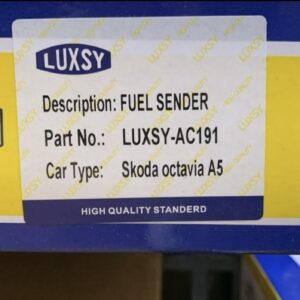 LUXSY
Description: FUEL SENDER
Part No.: LUXSY-AC191
Car Type: Skoda octavia A5
HIGH QUALITY STANDERD